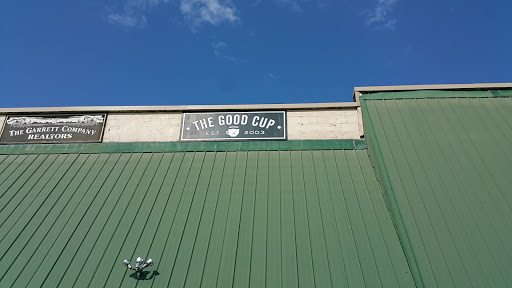 THE GARRETT COMPANY
REALTORS
· THE GOOD CUP ·
EST 2003